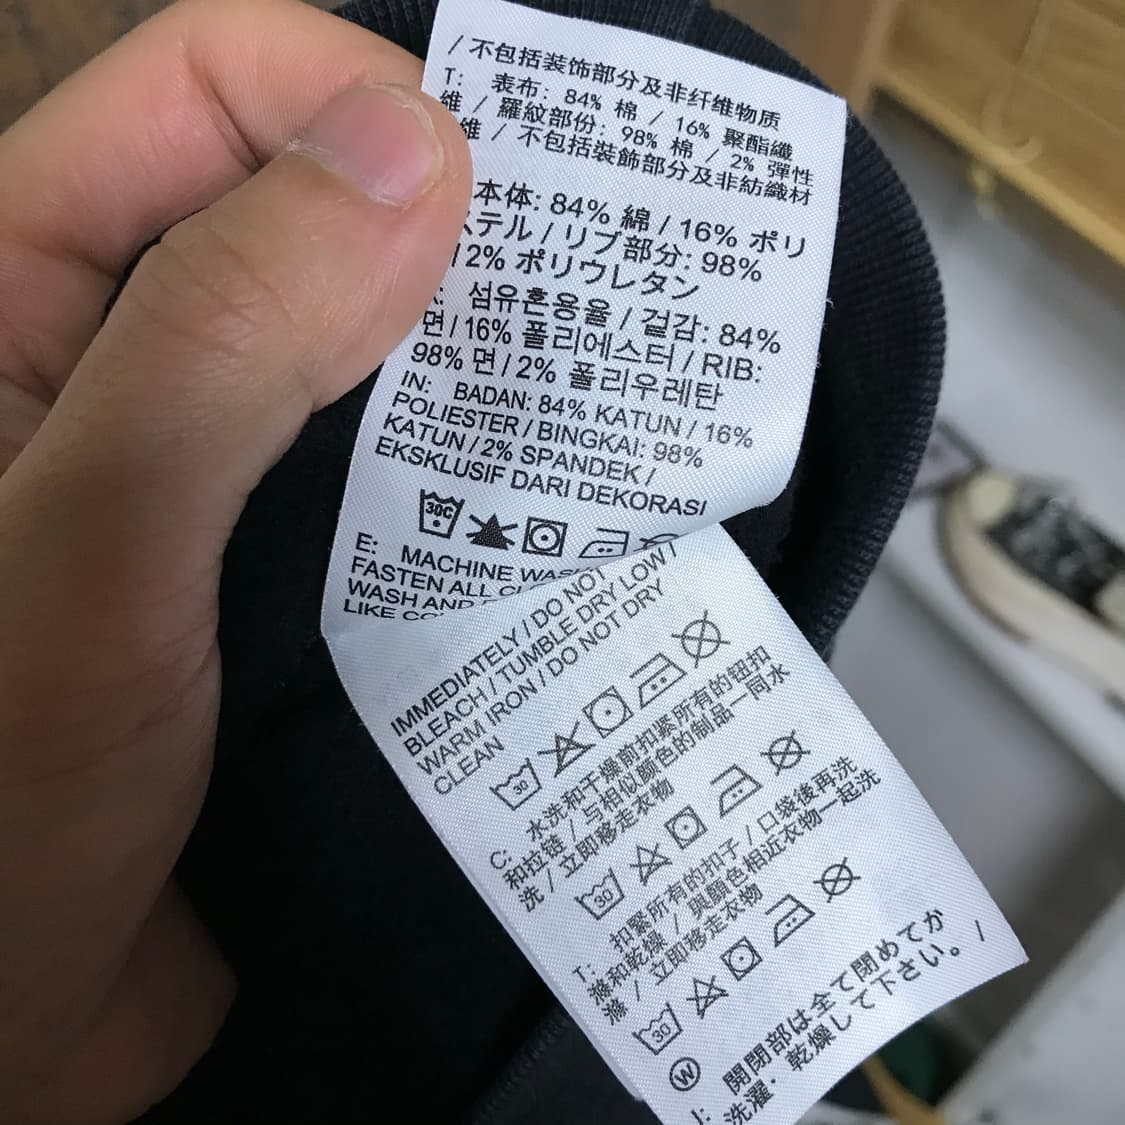 / 不包括装饰部分及非纤维物质
T: 表布: 84% 棉 / 16% 聚酯纖
維 / 羅紋部份: 98% 棉 / 2% 彈性
維 / 不包括裝飾部分及非紡織材
本体: 84% 綿 / 16% ポリ
ステル / リブ部分: 98%
/ 2% ポリウレタン
섬유혼용율 / 겉감: 84%
면 / 16% 폴리에스터 / RIB:
98% 면 / 2% 폴리우레탄
IN: BADAN: 84% KATUN / 16%
POLIESTER / BINGKAI: 98%
KATUN / 2% SPANDEK /
EKSKLUSIF DARI DEKORASI
30C
E: MACHINE WAS
FASTEN ALL
WASH AND
LIKE CO
IMMEDIATELY / DO NOT
BLEACH / TUMBLE DRY LOW /
WARM IRON / DO NOT DRY
CLEAN
30
C: 水洗和干燥前扣紧所有的钮扣
和拉链 / 与相似颜色的制品一同水
洗 / 立即移走衣物
30
T: 扣緊所有的扣子 / 口袋後再洗
滌和乾燥 / 與顏色相近衣物一起洗
滌 / 立即移走衣物
30
W
J: 開閉部は全て閉めてか
洗濯・乾燥して下さい。 /